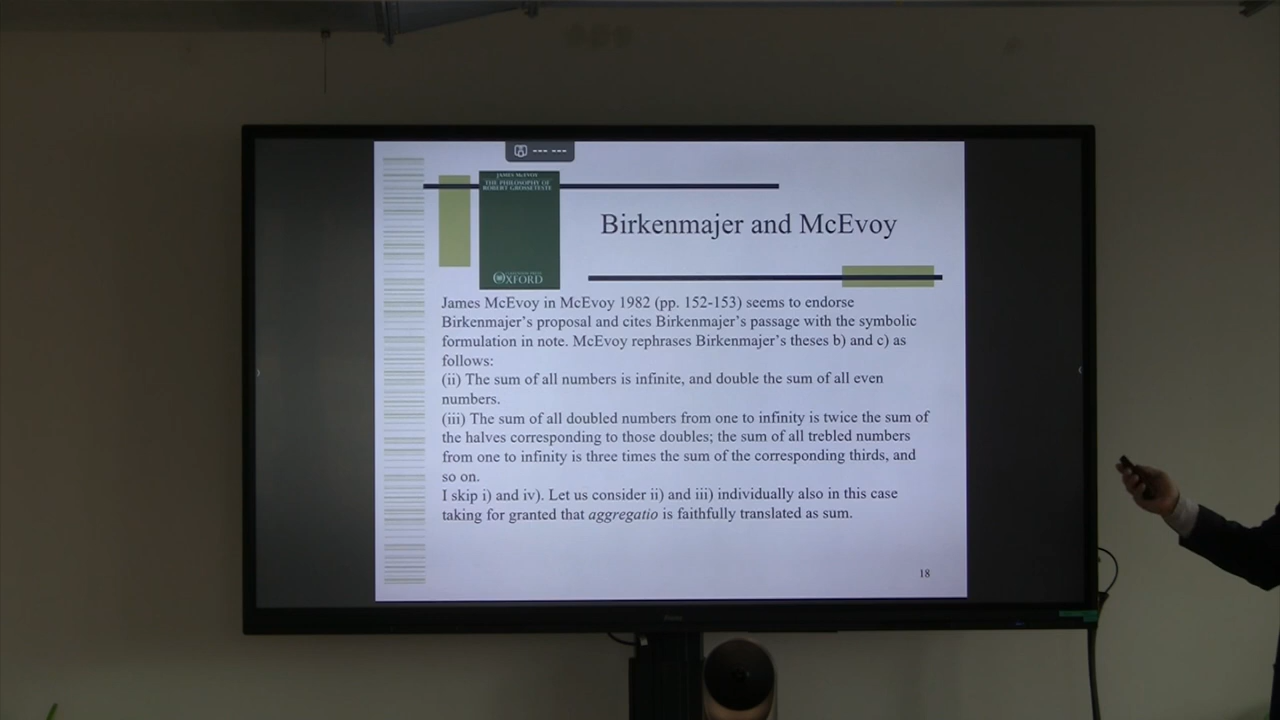 --- ---
JAMES McEVOY
THE PHILOSOPHY OF
ROBERT GROSSETESTE
OXFORD
Birkenmajer and McEvoy
James McEvoy in McEvoy 1982 (pp. 152-153) seems to endorse
Birkenmajer's proposal and cites Birkenmajer's passage with the symbolic
formulation in note. McEvoy rephrases Birkenmajer's theses b) and c) as
follows:
(ii) The sum of all numbers is infinite, and double the sum of all even
numbers.
(iii) The sum of all doubled numbers from one to infinity is twice the sum of
the halves corresponding to those doubles; the sum of all trebled numbers
from one to infinity is three times the sum of the corresponding thirds, and
so on.
I skip i) and iv). Let us consider ii) and iii) individually also in this case
taking for granted that aggregatio is faithfully translated as sum.
18